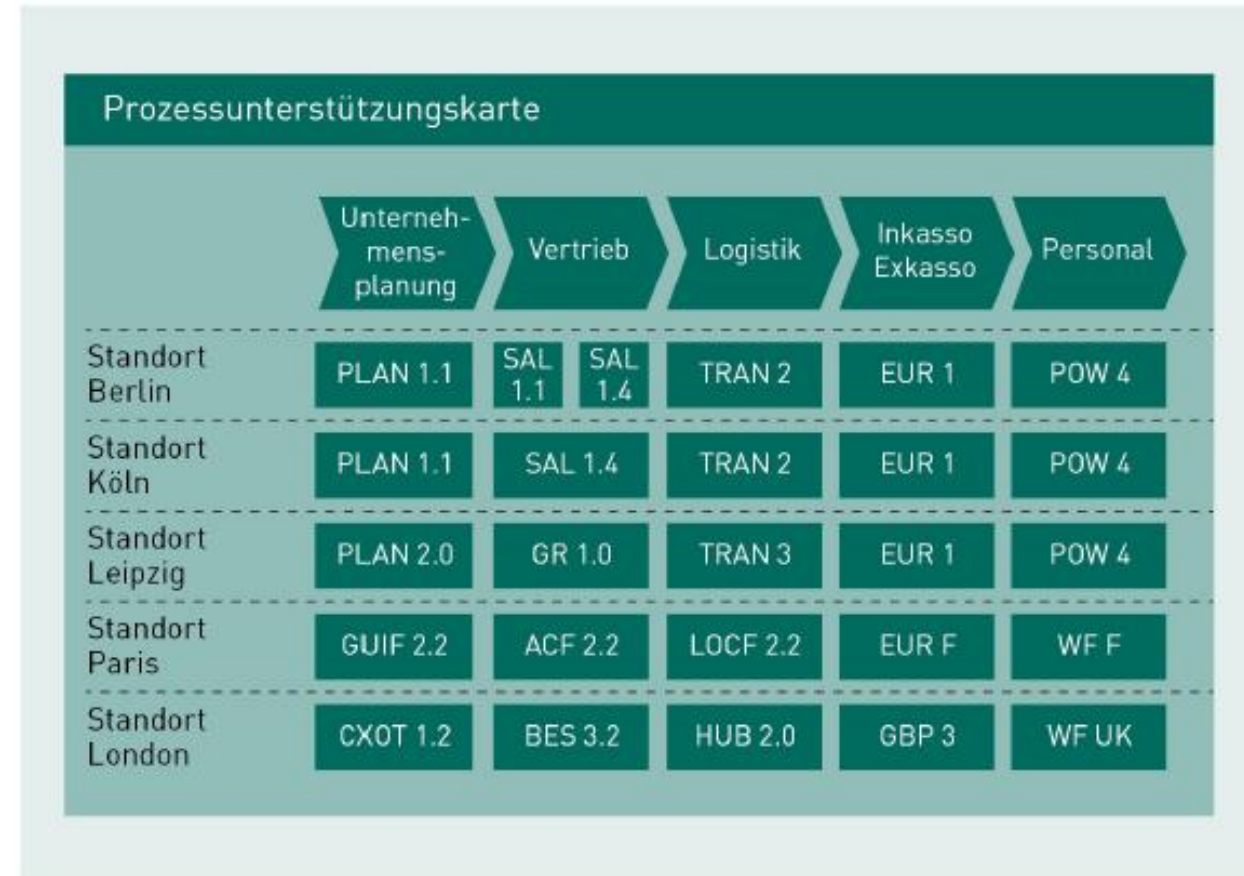 Prozessunterstützungskarte
Unterneh-
mens-
planung
Vertrieb
Logistik
Inkasso
Exkasso
Personal
Standort
Berlin
PLAN 1.1
SAL
1.1
SAL
1.4
TRAN 2
EUR 1
POW 4
Standort
Köln
PLAN 1.1
SAL 1.4
TRAN 2
EUR 1
POW 4
Standort
Leipzig
PLAN 2.0
GR 1.0
TRAN 3
EUR 1
POW 4
Standort
Paris
GUIF 2.2
ACF 2.2
LOCF 2.2
EUR F
WF F
Standort
London
CXOT 1.2
BES 3.2
HUB 2.0
GBP 3
WF UK